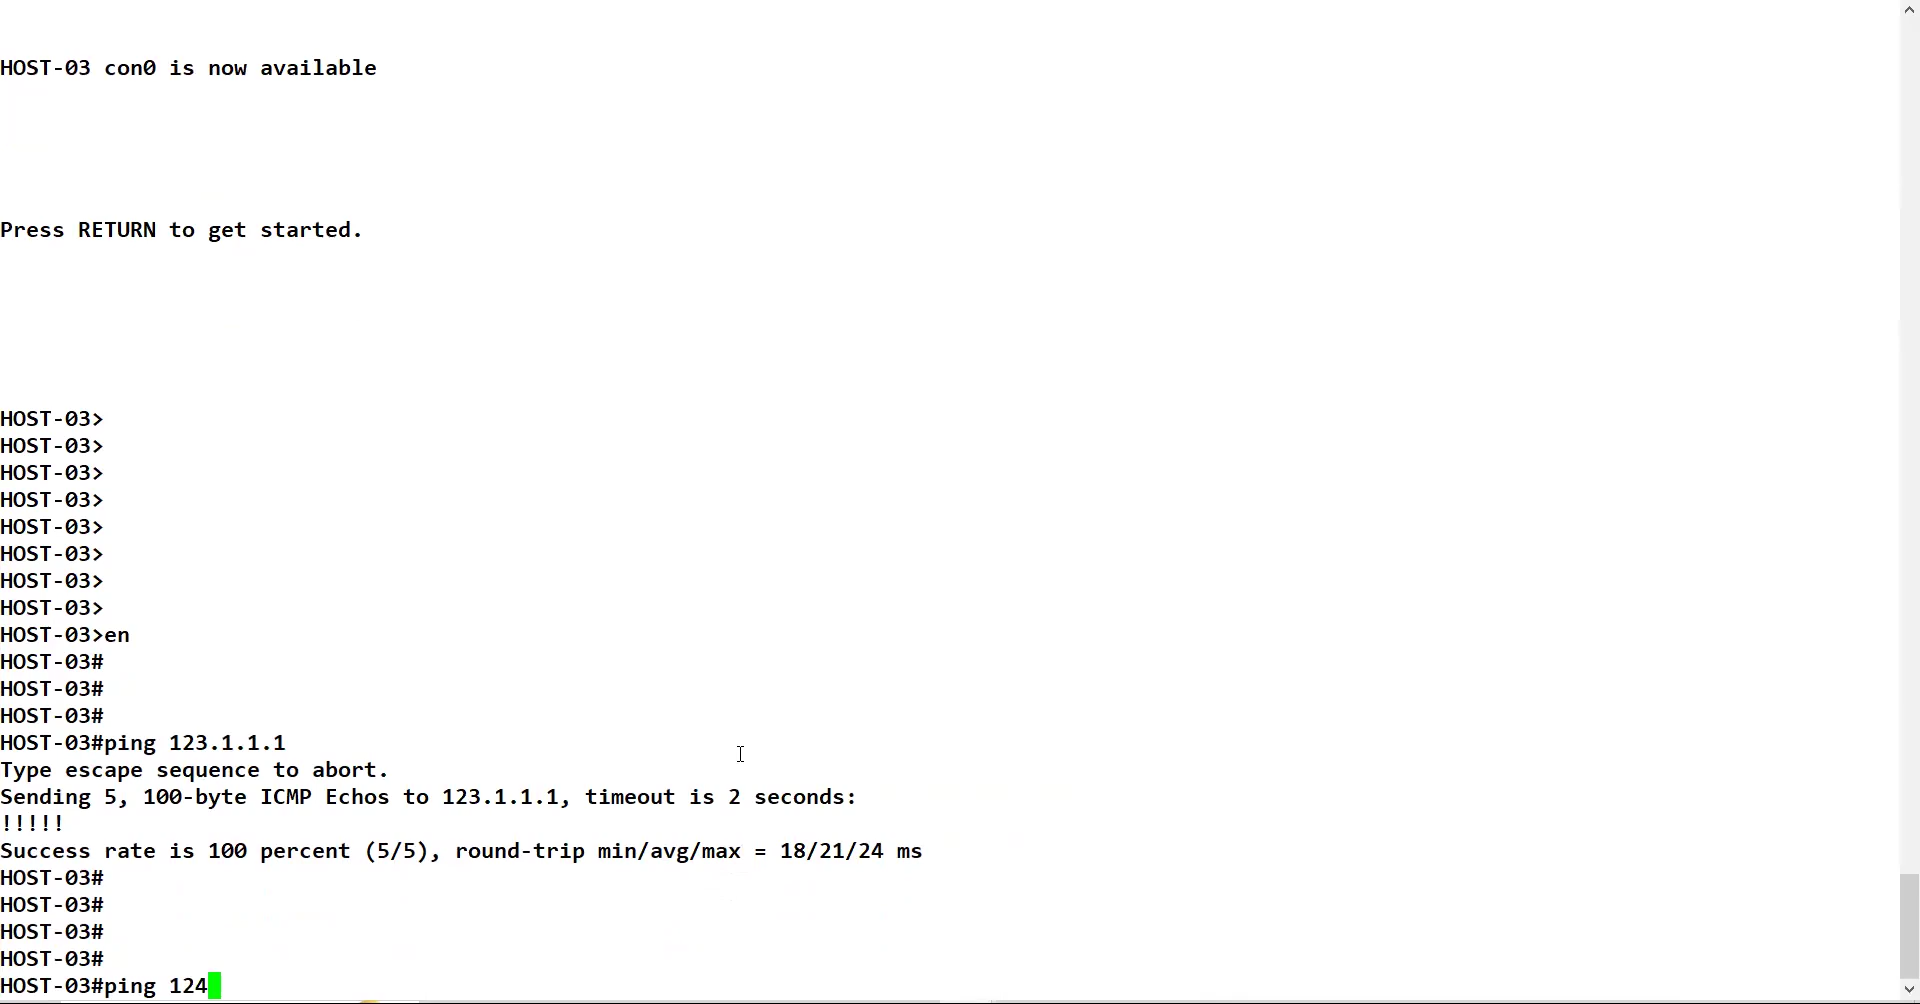 HOST-03 con0 is now available
Press RETURN to get started.
HOST-03>
HOST-03>
HOST-03>
HOST-03>
HOST-03>
HOST-03>
HOST-03>
HOST-03>
HOST-03>en
HOST-03#
HOST-03#
HOST-03#
HOST-03#ping 123.1.1.1
Type escape sequence to abort.
Sending 5, 100-byte ICMP Echos to 123.1.1.1, timeout is 2 seconds:
!!!!!
Success rate is 100 percent (5/5), round-trip min/avg/max = 18/21/24 ms
HOST-03#
HOST-03#
HOST-03#
HOST-03#
HOST-03#ping 124